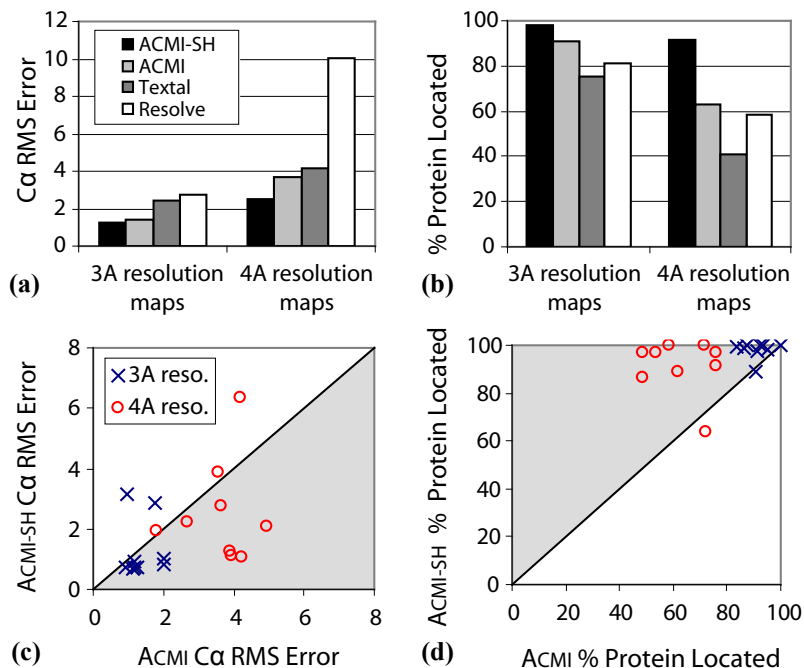 Cα RMS Error
12
10
8
6
4
2
0
ACMI-SH
ACMI
Textal
Resolve
3A resolution maps
4A resolution maps
(a)
% Protein Located
100
80
60
40
20
0
3A resolution maps
4A resolution maps
(b)
ACMI-SH Cα RMS Error
8
6
4
2
0
3A reso.
4A reso.
0 2 4 6 8
(c)
ACMI Cα RMS Error
ACMI-SH % Protein Located
100
80
60
40
20
0
0 20 40 60 80 100
(d)
ACMI % Protein Located